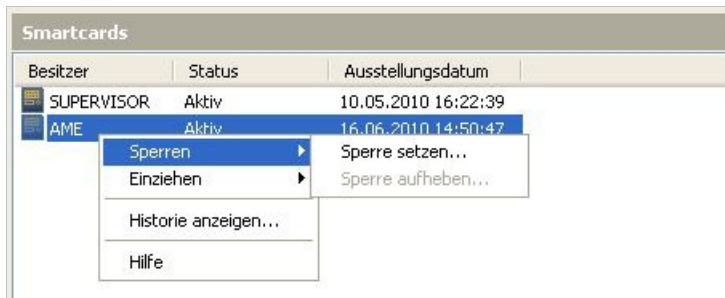 Smartcards
Besitzer Status Ausstellungsdatum
SUPERVISOR Aktiv 10.05.2010 16:22:39
AME Aktiv 16.06.2010 14:50:47
Sperren Sperre setzen...
Einziehen Sperre aufheben...
Historie anzeigen...
Hilfe